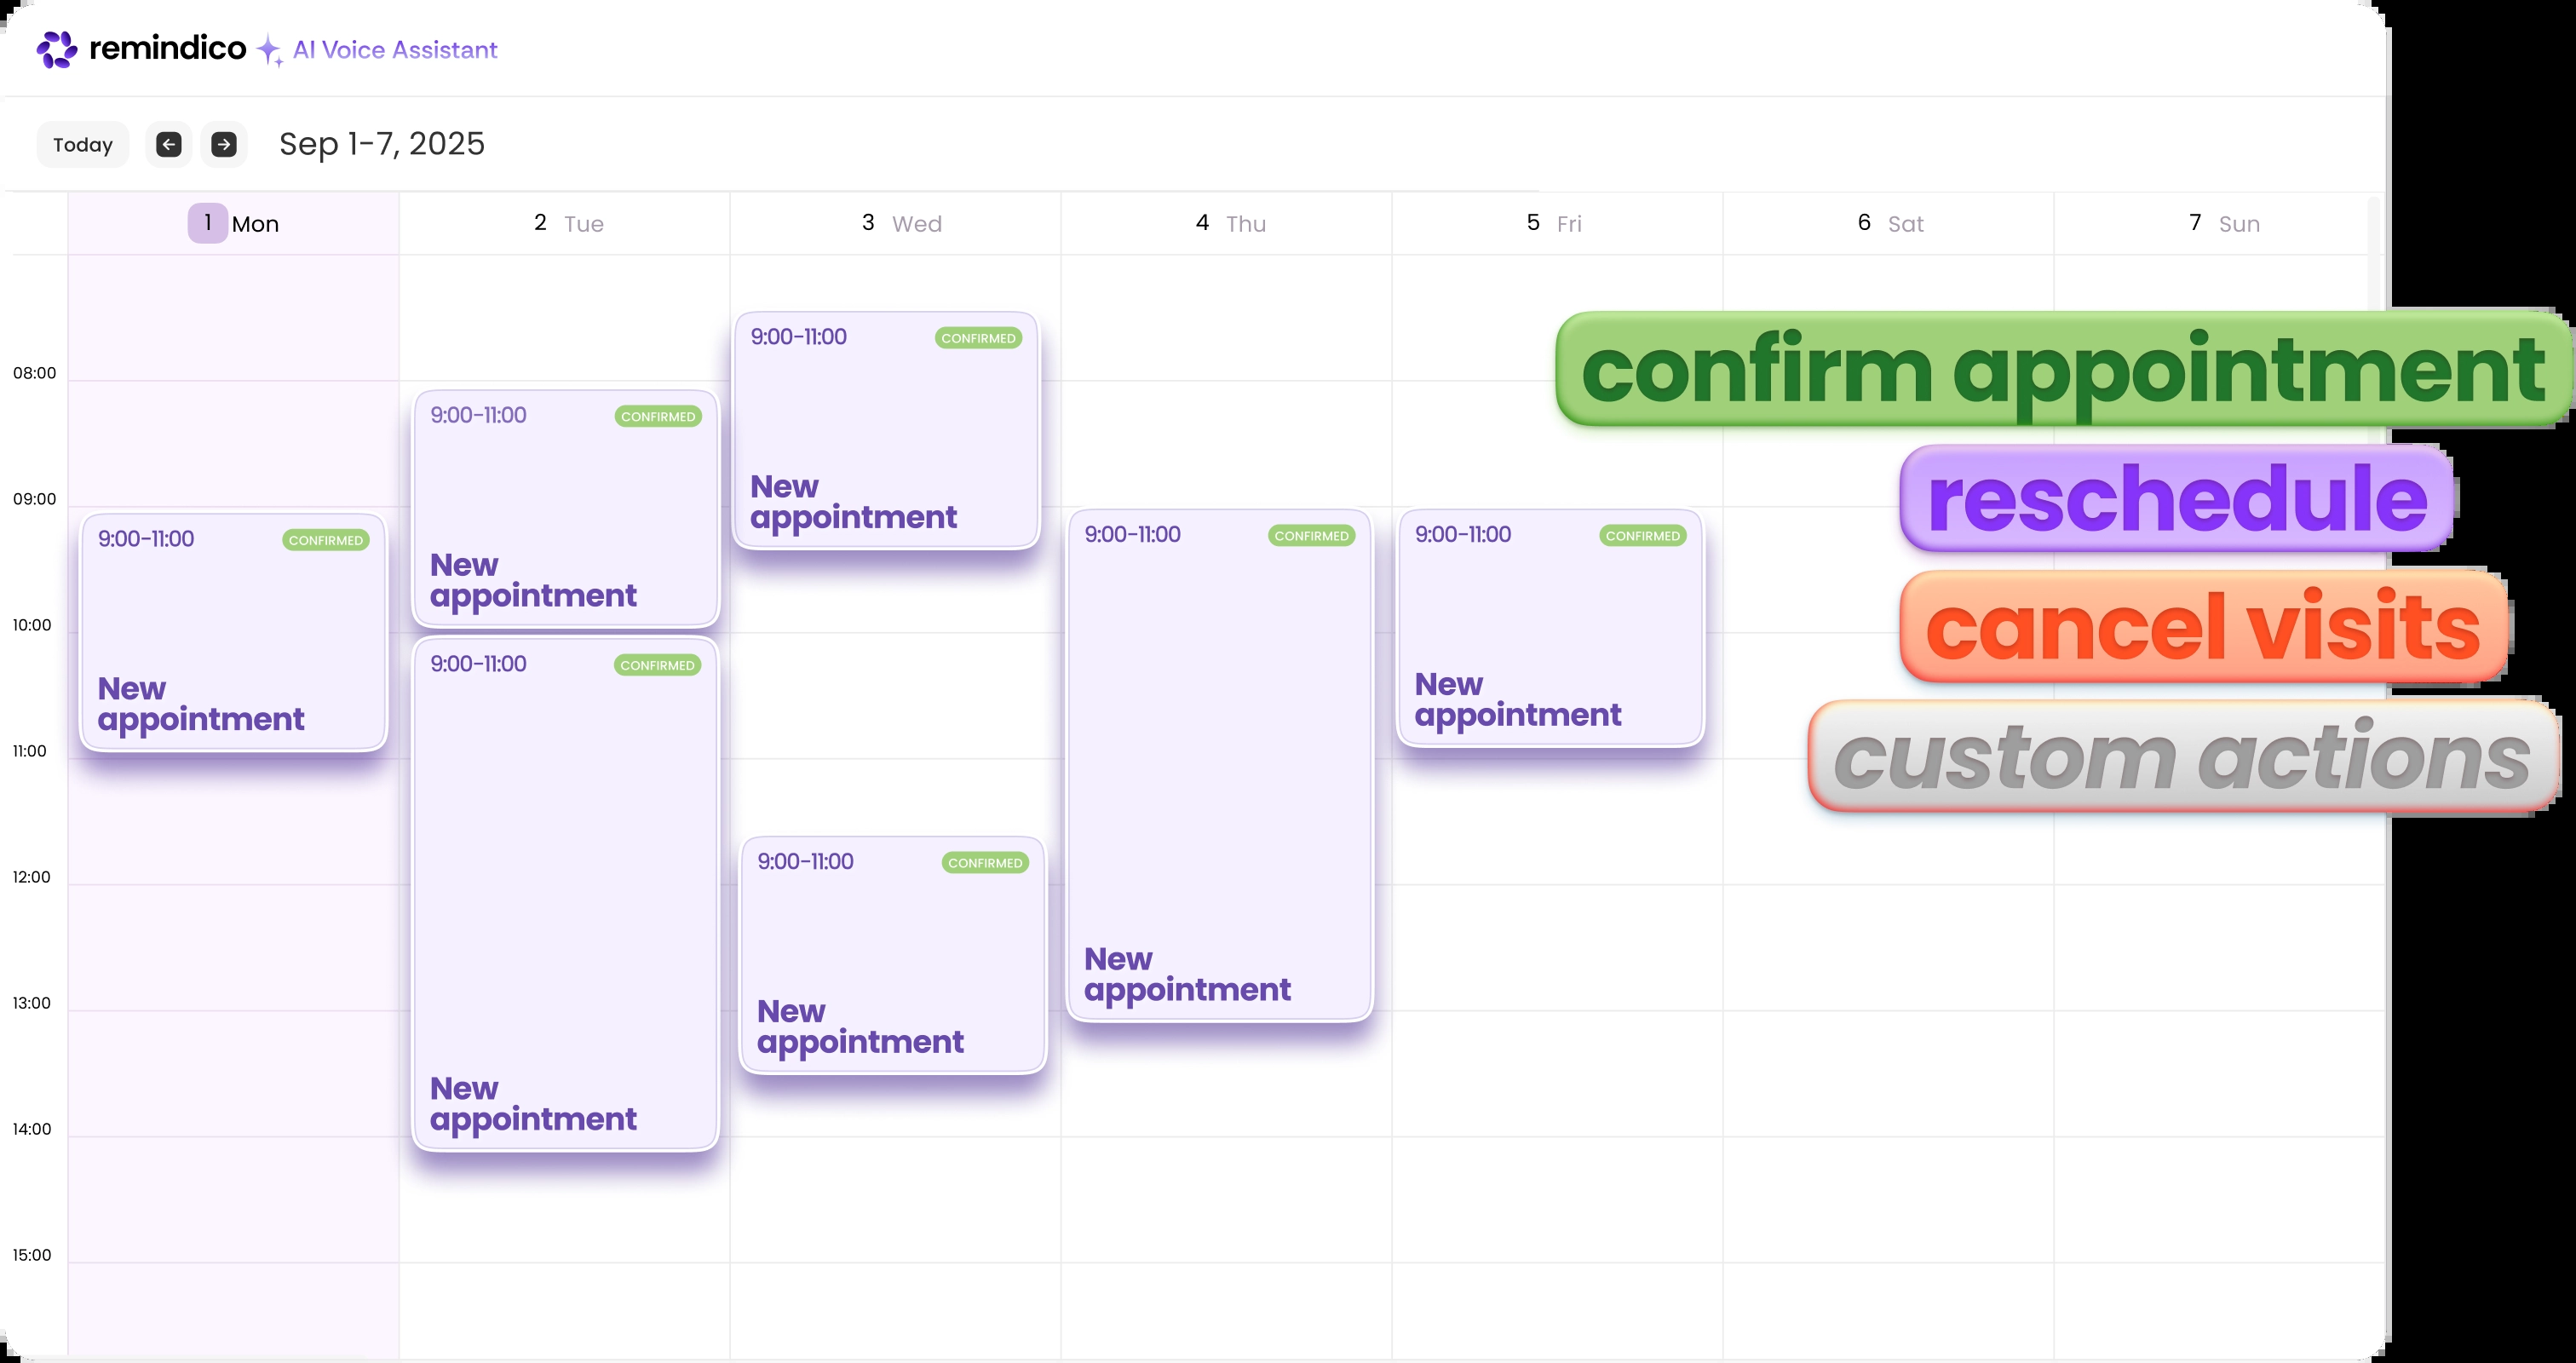 remindico AI Voice Assistant
Today Sep 1-7, 2025
1 Mon 2 Tue 3 Wed 4 Thu 5 Fri 6 Sat 7 Sun
08:00
09:00
10:00
11:00
12:00
13:00
14:00
15:00
9:00-11:00 CONFIRMED
New
appointment
9:00-11:00 CONFIRMED
New
appointment
9:00-11:00 CONFIRMED
New
appointment
9:00-11:00 CONFIRMED
New
appointment
9:00-11:00 CONFIRMED
New
appointment
9:00-11:00 CONFIRMED
New
appointment
9:00-11:00 CONFIRMED
New
appointment
confirm appointment
reschedule
cancel visits
custom actions